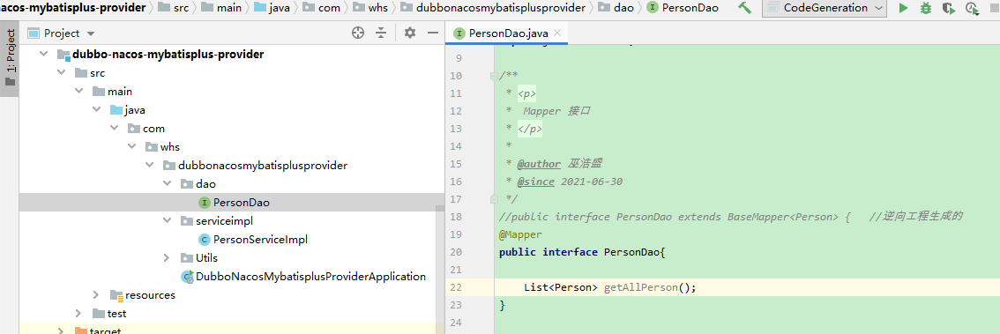 nacos-mybatisplus-provider src main java com whs dubbonacosmybatisplusprovider dao PersonDao CodeGeneration
1: Project
Project
dubbo-nacos-mybatisplus-provider
src
main
java
com
whs
dubbonacosmybatisplusprovider
dao
PersonDao
serviceimpl
PersonServiceImpl
Utils
DubboNacosMybatisplusProviderApplication
resources
test
target
PersonDao.java
9
10 /**
11 * <p>
12 * Mapper 接口
13 * </p>
14 *
15 * @author 巫浩盛
16 * @since 2021-06-30
17 */
18 //public interface PersonDao extends BaseMapper<Person> { //逆向工程生成的
19 @Mapper
20 public interface PersonDao{
21
22 List<Person> getAllPerson();
23 }
24